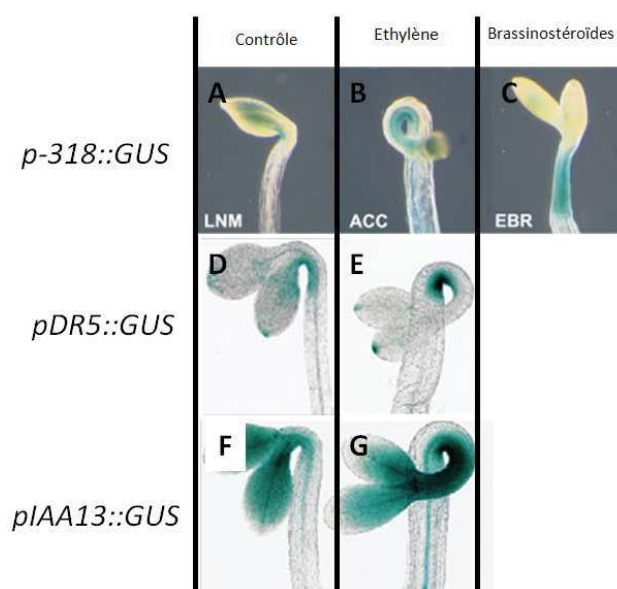 Contrôle
Ethylène
Brassinostéroïdes
p-318::GUS
A
B
C
LNM
ACC
EBR
pDR5::GUS
D
E
pIAA13::GUS
F
G